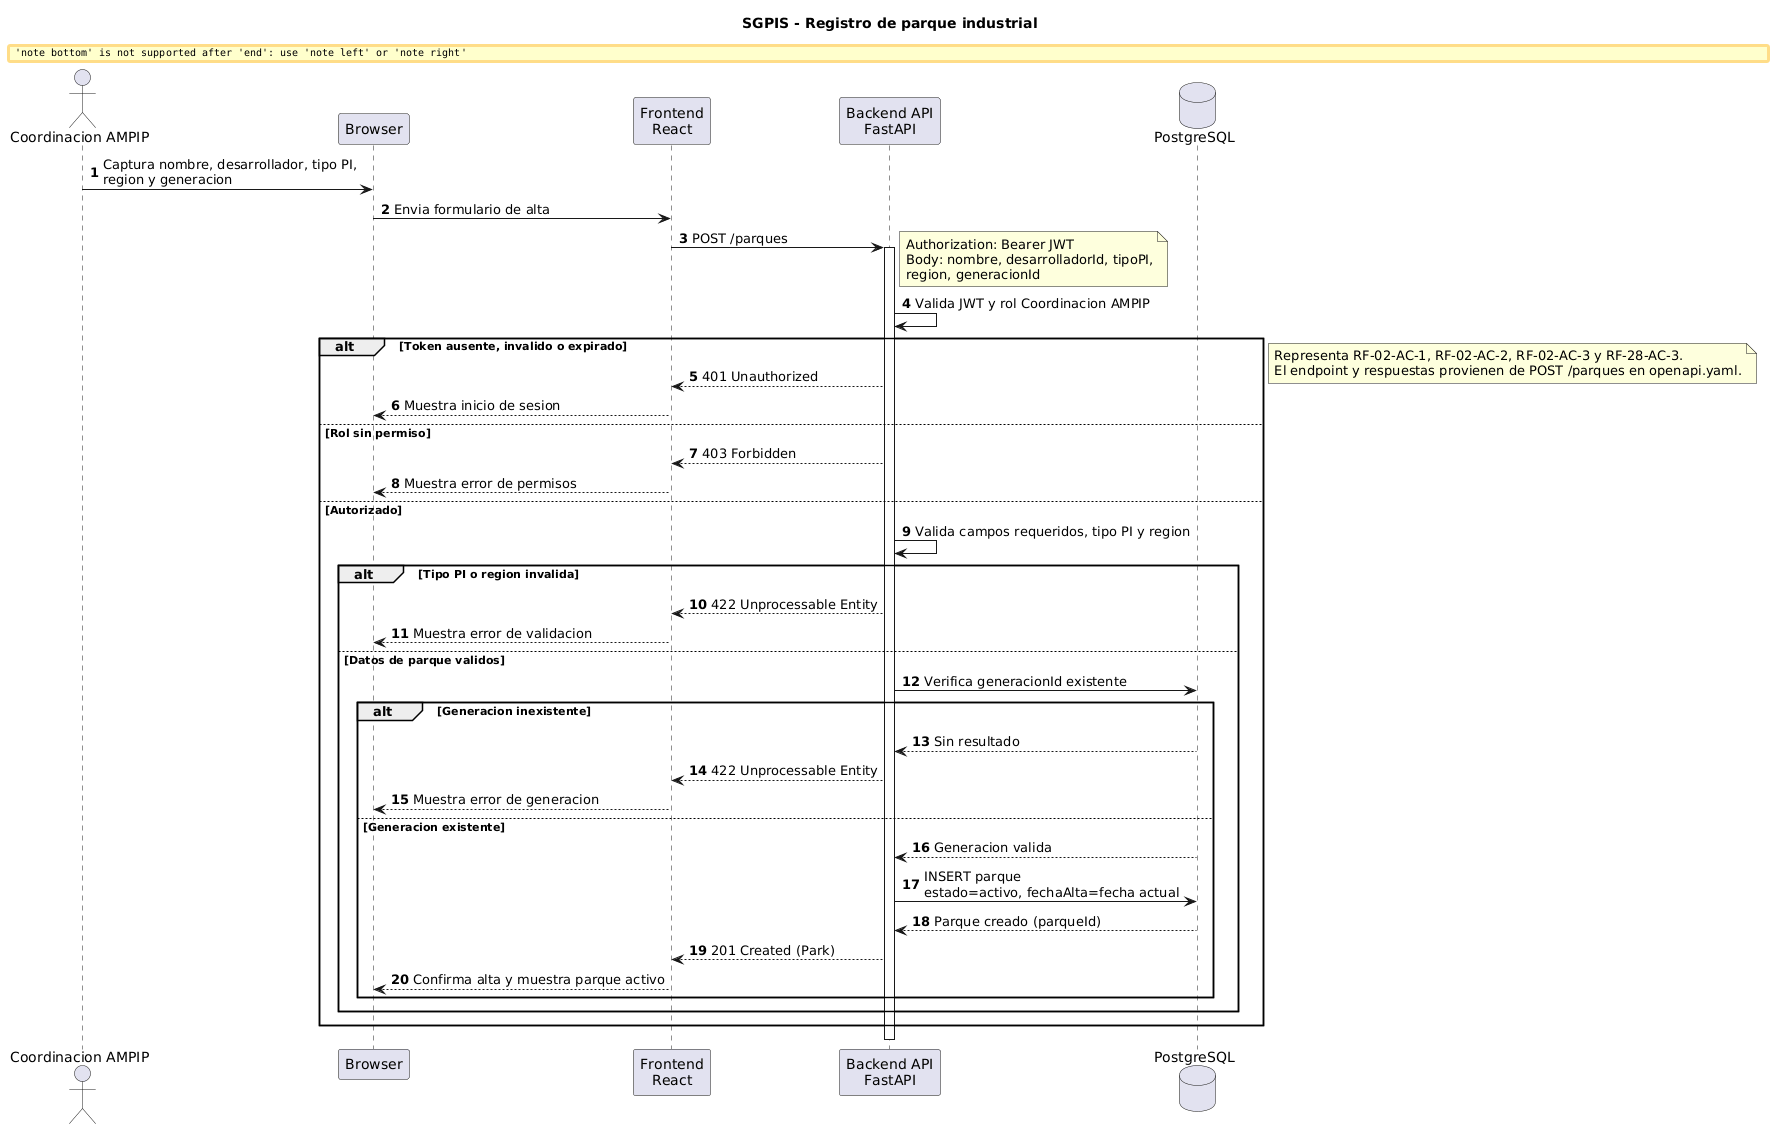 SGPIS - Registro de parque industrial
'note bottom' is not supported after 'end': use 'note left' or 'note right'
Coordinacion AMPIP
Browser
Frontend
React
Backend API
FastAPI
PostgreSQL
1 Captura nombre, desarrollador, tipo PI,
region y generacion
2 Envia formulario de alta
3 POST /parques
Authorization: Bearer JWT
Body: nombre, desarrolladorId, tipoPI,
region, generacionId
4 Valida JWT y rol Coordinacion AMPIP
alt [Token ausente, invalido o expirado]
Representa RF-02-AC-1, RF-02-AC-2, RF-02-AC-3 y RF-28-AC-3.
El endpoint y respuestas provienen de POST /parques en openapi.yaml.
5 401 Unauthorized
6 Muestra inicio de sesion
[Rol sin permiso]
7 403 Forbidden
8 Muestra error de permisos
[Autorizado]
9 Valida campos requeridos, tipo PI y region
alt [Tipo PI o region invalida]
10 422 Unprocessable Entity
11 Muestra error de validacion
[Datos de parque validos]
12 Verifica generacionId existente
alt [Generacion inexistente]
13 Sin resultado
14 422 Unprocessable Entity
15 Muestra error de generacion
[Generacion existente]
16 Generacion valida
17 INSERT parque
estado=activo, fechaAlta=fecha actual
18 Parque creado (parqueId)
19 201 Created (Park)
20 Confirma alta y muestra parque activo
Coordinacion AMPIP
Browser
Frontend
React
Backend API
FastAPI
PostgreSQL